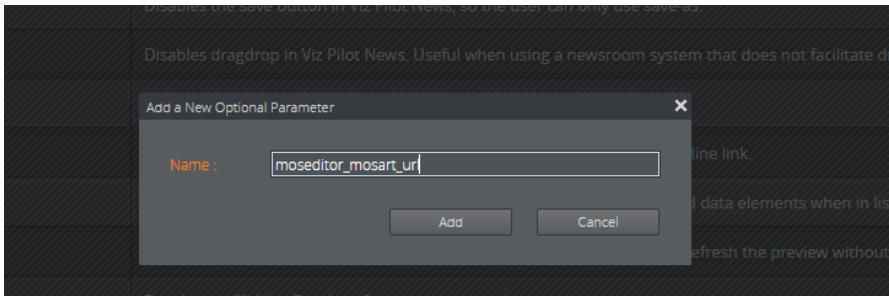 Disables the save button in Viz Pilot News, so the user can only use save-as.
Disables dragdrop in Viz Pilot News. Useful when using a newsroom system that does not facilitate
Add a New Optional Parameter
Name :
moseditor_mosart_url
line link.
Add
Cancel
data elements when in
efresh the preview without